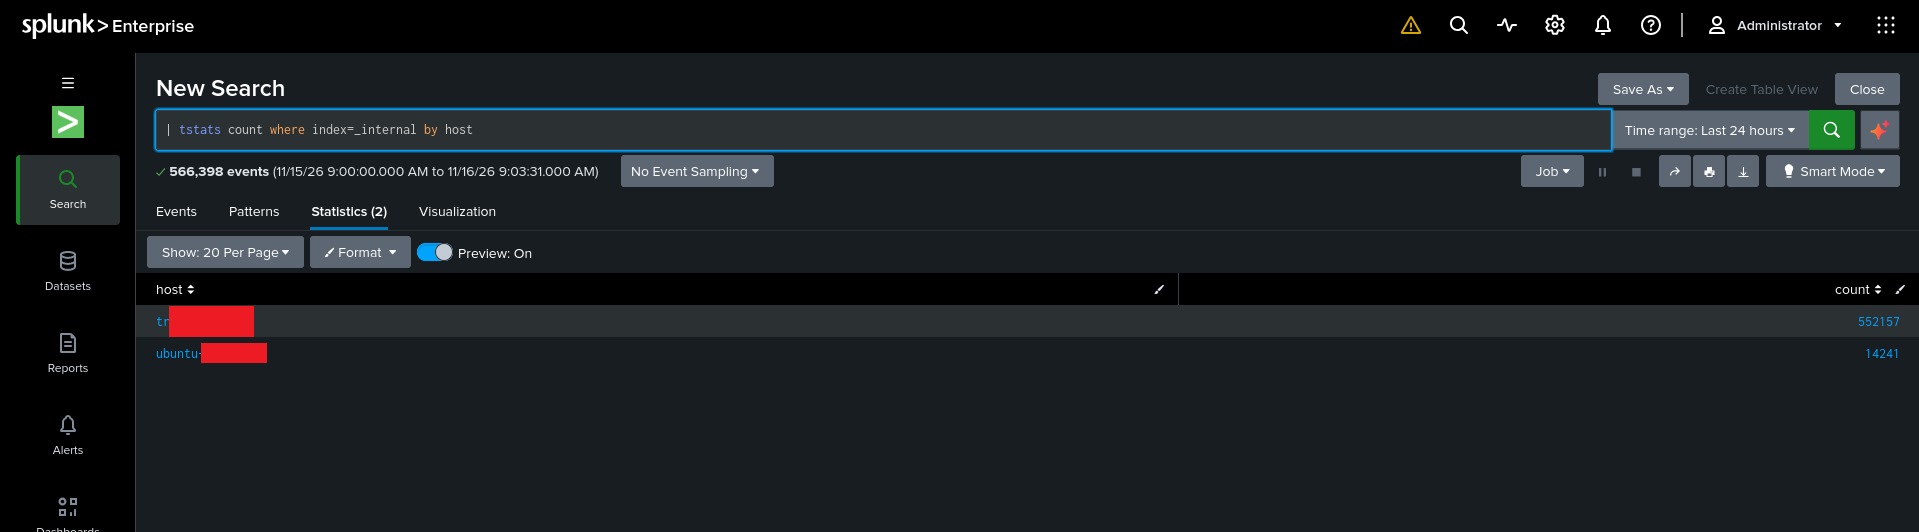 splunk> Enterprise
Administrator
Search
Datasets
Reports
Alerts
Dashboards
New Search
Save As
Create Table View
Close
| tstats count where index=_internal by host
Time range: Last 24 hours
566,398 events (11/15/26 9:00:00.000 AM to 11/16/26 9:03:31.000 AM)
No Event Sampling
Job
Smart Mode
Events
Patterns
Statistics (2)
Visualization
Show: 20 Per Page
Format
Preview: On
host
count
tr
552157
ubuntu-
14241